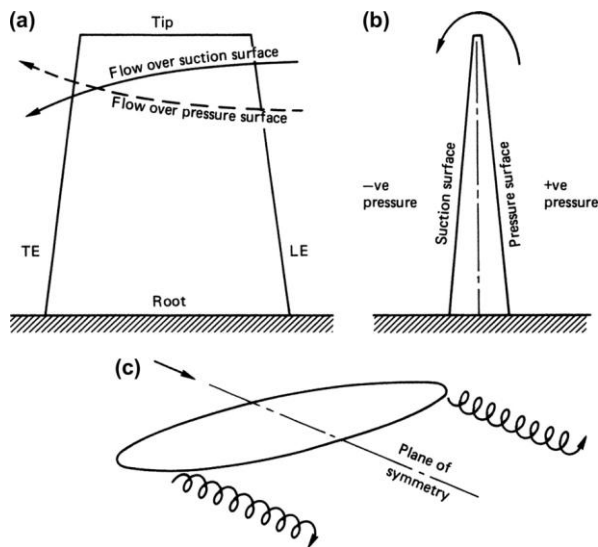 (a)
Tip
Flow over suction surface
Flow over pressure surface
TE
LE
Root
(b)
—ve
pressure
Suction surface
Pressure surface
+ve
pressure
(c)
Plane of
symmetry